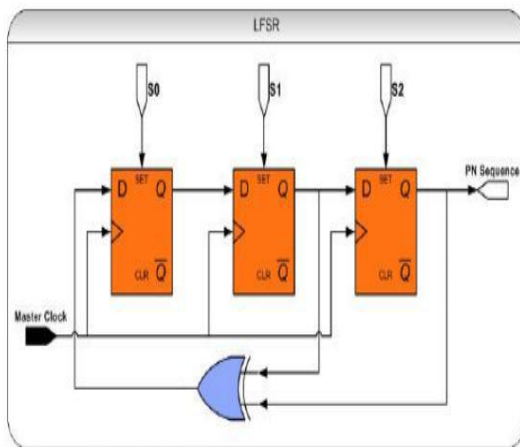 LFSR
S0
S1
S2
PN Sequence
SET
D Q
CLR Q
SET
D Q
CLR Q
SET
D Q
CLR Q
Master Clock